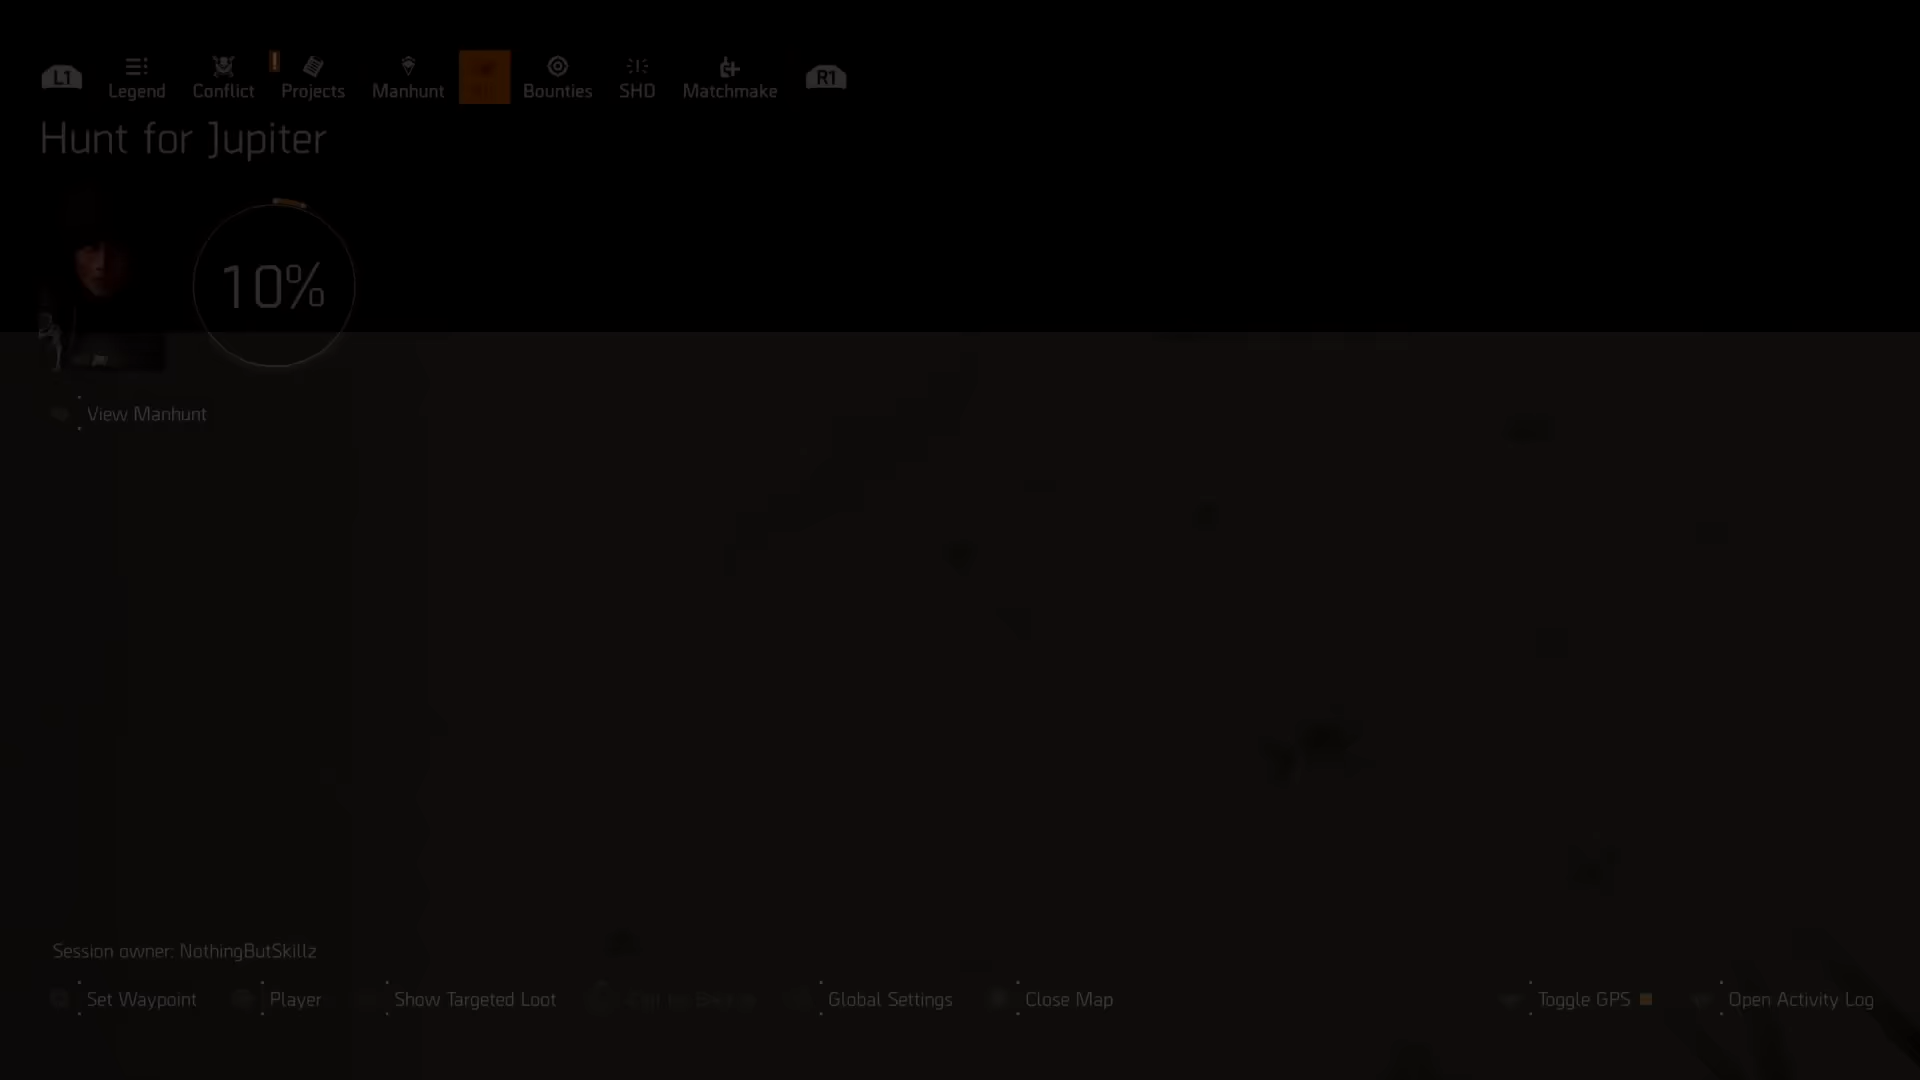 L1 Legend Conflict ! Projects Manhunt Bounties SHD Matchmake R1
Hunt for Jupiter
10%
View Manhunt
Session owner: NothingButSkillz
Set Waypoint Player Show Targeted Loot Global Settings Close Map Toggle GPS Open Activity Log